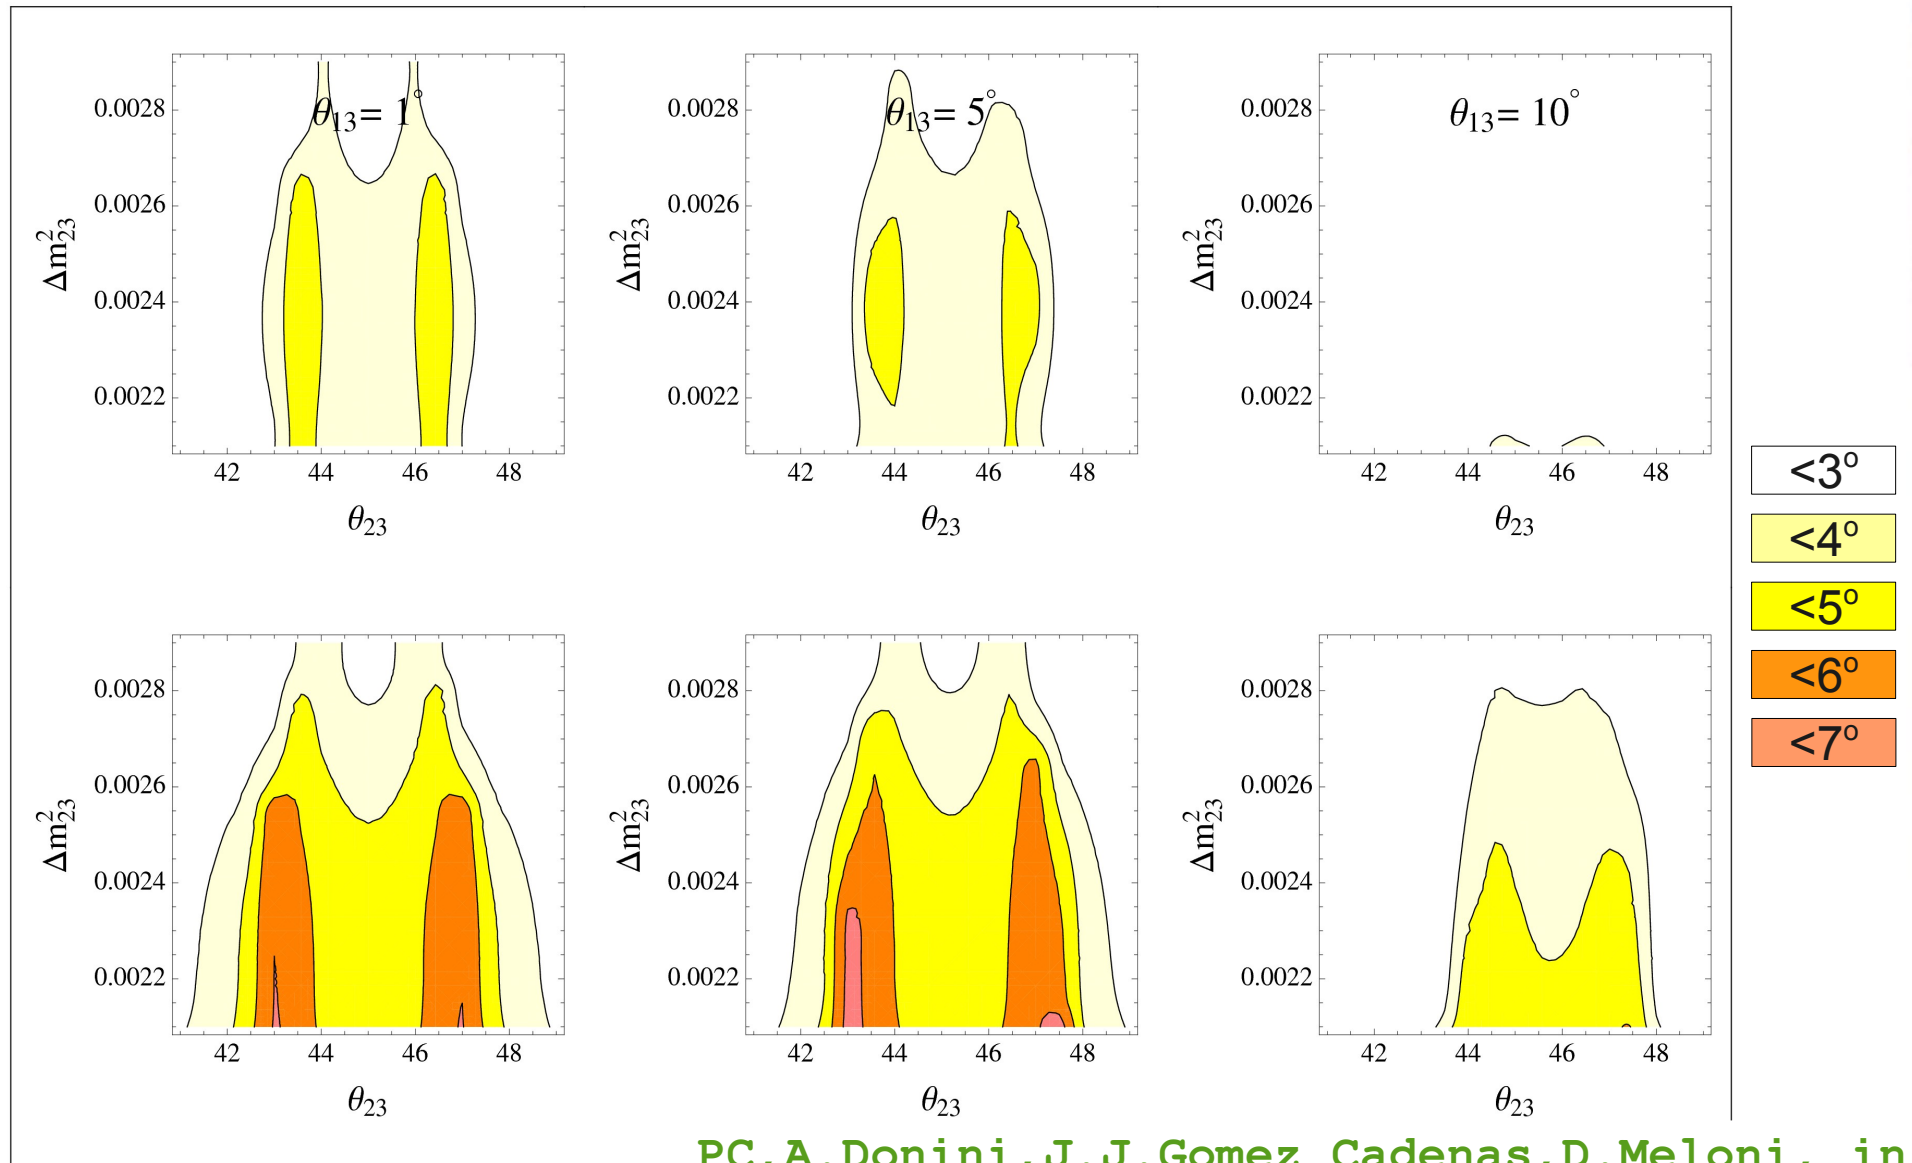 θ13= 1° θ13= 5° θ13= 10°
0.0028 0.0028 0.0028
0.0026 0.0026 0.0026
Δm²23 Δm²23 Δm²23
0.0024 0.0024 0.0024
0.0022 0.0022 0.0022
42 44 46 48 42 44 46 48 42 44 46 48
θ23 θ23 θ23
<3º
<4º
<5º
<6º
<7º
0.0028 0.0028 0.0028
0.0026 0.0026 0.0026
Δm²23 Δm²23 Δm²23
0.0024 0.0024 0.0024
0.0022 0.0022 0.0022
42 44 46 48 42 44 46 48 42 44 46 48
θ23 θ23 θ23
PC,A.Donini,J.J.Gomez Cadenas,D.Meloni, in